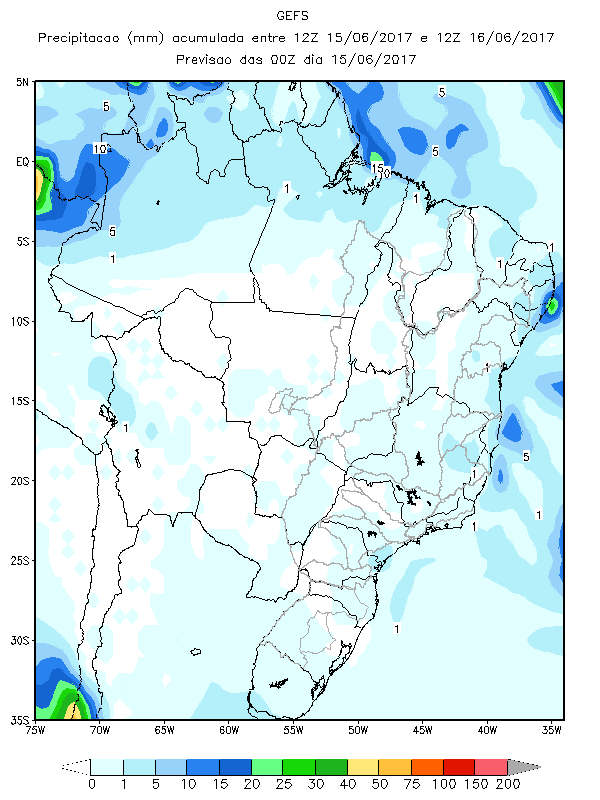 GEFS
Precipitacao (mm) acumulada entre 12Z 15/06/2017 e 12Z 16/06/2017
Previsao das 00Z dia 15/06/2017
5N
EQ
5S
10S
15S
20S
25S
30S
35S
5
5
10
5
150
1
1
5
1
1
1
1
1
5
1
1
1
1
75W 70W 65W 60W 55W 50W 45W 40W 35W
0 1 5 10 15 20 25 30 40 50 75 100 150 200